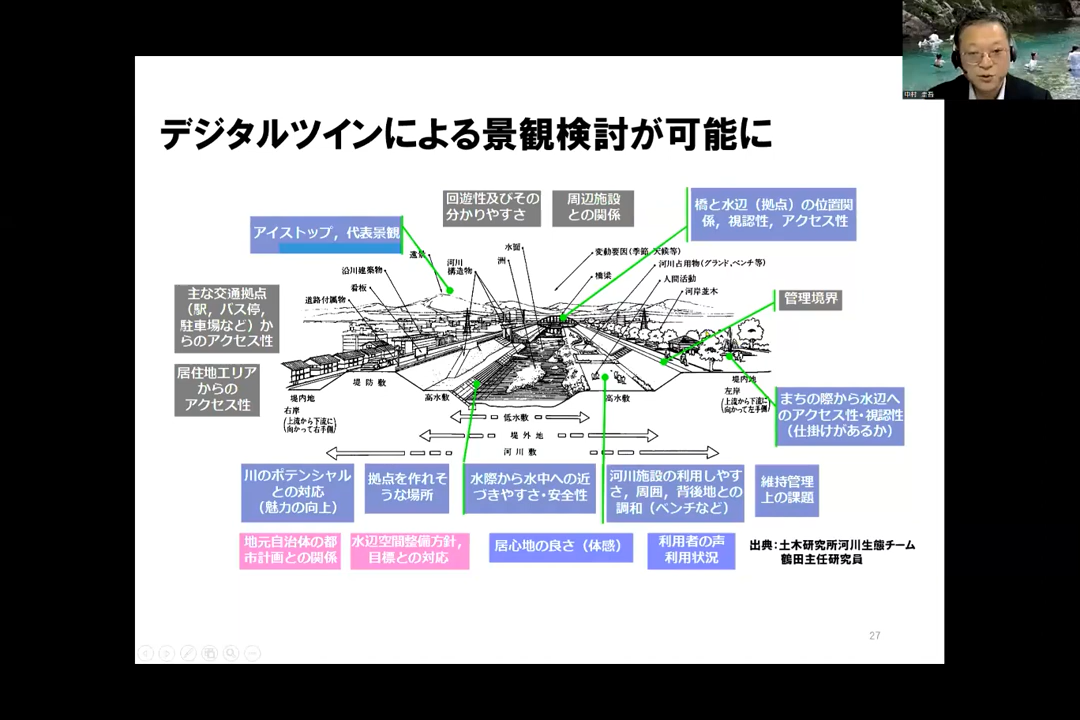 中村 圭吾
デジタルツインによる景観検討が可能に
回遊性及びその
分かりやすさ
周辺施設
との関係
橋と水辺（拠点）の位置関
係，視認性，アクセス性
アイストップ，代表景観
遠景
水面
洲
河川
構造物
変動要因(季節,天候等)
橋梁
河川占用物(グランド、ベンチ等)
人間活動
河岸並木
沿川建築物
看板
道路付属物
管理境界
主な交通拠点
（駅，バス停，
駐車場など）か
らのアクセス性
居住地エリア
からの
アクセス性
堤防敷
堤内地
高水敷
高水敷
堤内地
右岸
(上流から下流に
向かって右手側)
左岸
(上流から下流に
向かって左手側)
まちの際から水辺へ
のアクセス性・視認性
（仕掛けがあるか）
低水敷
堤外地
河川敷
川のポテンシャル
との対応
（魅力の向上）
拠点を作れそ
うな場所
水際から水中への近
づきやすさ・安全性
河川施設の利用しやす
さ，周囲，背後地との
調和（ベンチなど）
維持管理
上の課題
地元自治体の都
市計画との関係
水辺空間整備方針，
目標との対応
居心地の良さ（体感）
利用者の声
利用状況
出典：土木研究所河川生態チーム
鶴田主任研究員
27